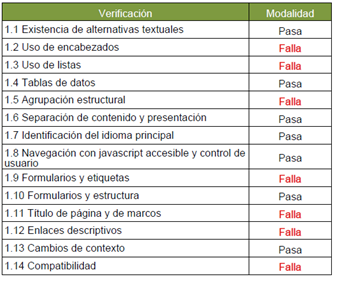 Verificación Modalidad
1.1 Existencia de alternativas textuales Pasa
1.2 Uso de encabezados Falla
1.3 Uso de listas Falla
1.4 Tablas de datos Pasa
1.5 Agrupación estructural Falla
1.6 Separación de contenido y presentación Pasa
1.7 Identificación del idioma principal Pasa
1.8 Navegación con javascript accesible y control de
usuario Pasa
1.9 Formularios y etiquetas Falla
1.10 Formularios y estructura Pasa
1.11 Título de página y de marcos Falla
1.12 Enlaces descriptivos Falla
1.13 Cambios de contexto Pasa
1.14 Compatibilidad Falla